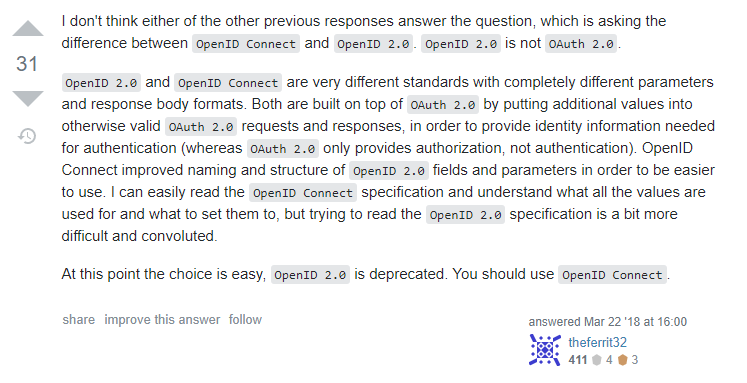 I don't think either of the other previous responses answer the question, which is asking the
difference between OpenID Connect and OpenID 2.0. OpenID 2.0 is not OAuth 2.0.
31
OpenID 2.0 and OpenID Connect are very different standards with completely different parameters
and response body formats. Both are built on top of OAuth 2.0 by putting additional values into
otherwise valid OAuth 2.0 requests and responses, in order to provide identity information needed
for authentication (whereas OAuth 2.0 only provides authorization, not authentication). OpenID
Connect improved naming and structure of OpenID 2.0 fields and parameters in order to be easier
to use. I can easily read the OpenID Connect specification and understand what all the values are
used for and what to set them to, but trying to read the OpenID 2.0 specification is a bit more
difficult and convoluted.
At this point the choice is easy, OpenID 2.0 is deprecated. You should use OpenID Connect.
share improve this answer follow
answered Mar 22 '18 at 16:00
theferrit32
411 4 3